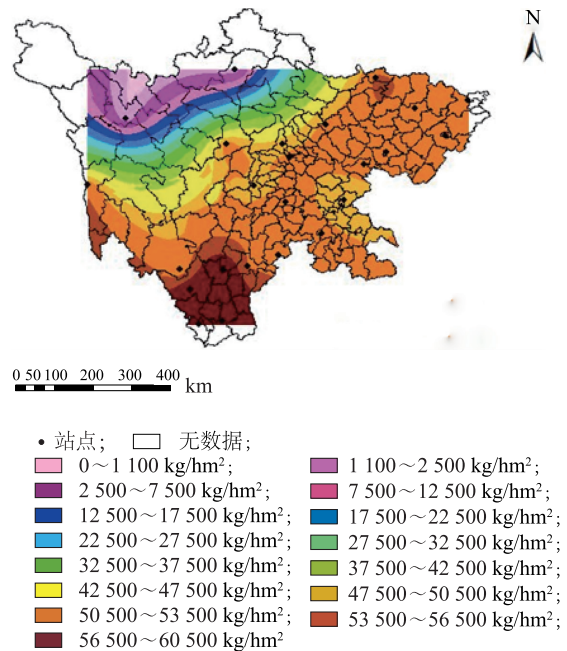 N
0 50 100 200 300 400
km
站点; 无数据;
0～1 100 kg/hm²; 1 100～2 500 kg/hm²;
2 500～7 500 kg/hm²; 7 500～12 500 kg/hm²;
12 500～17 500 kg/hm²; 17 500～22 500 kg/hm²;
22 500～27 500 kg/hm²; 27 500～32 500 kg/hm²;
32 500～37 500 kg/hm²; 37 500～42 500 kg/hm²;
42 500～47 500 kg/hm²; 47 500～50 500 kg/hm²;
50 500～53 500 kg/hm²; 53 500～56 500 kg/hm²;
56 500～60 500 kg/hm²